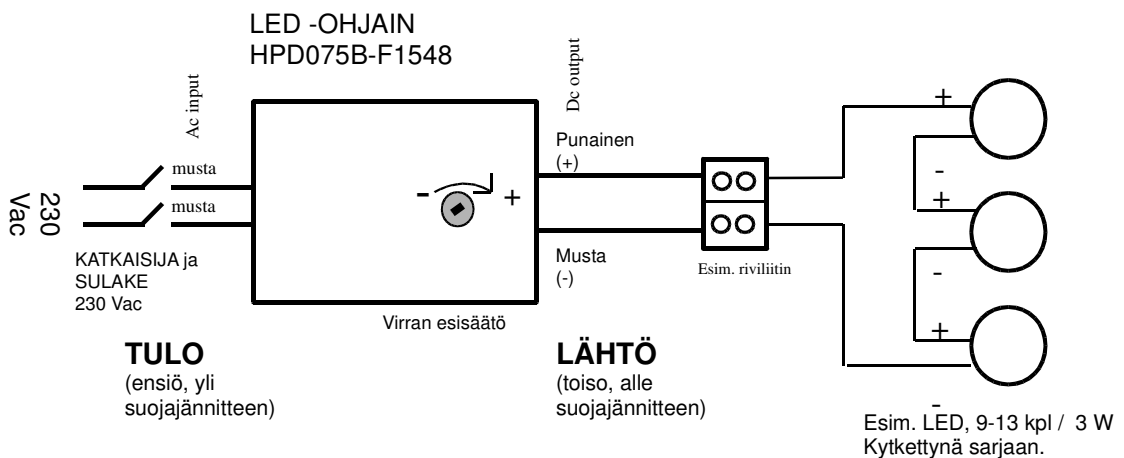 LED -OHJAIN
HPD075B-F1548
Ac input
Dc output
musta
musta
230
Vac
KATKAISIJA ja
SULAKE
230 Vac
- +
Virran esisäätö
Punainen
(+)
Musta
(-)
Esim. riviliitin
+
-
+
-
+
-
TULO
(ensiö, yli
suojajännitteen)
LÄHTÖ
(toiso, alle
suojajännitteen)
Esim. LED, 9-13 kpl / 3 W
Kytkettynä sarjaan.